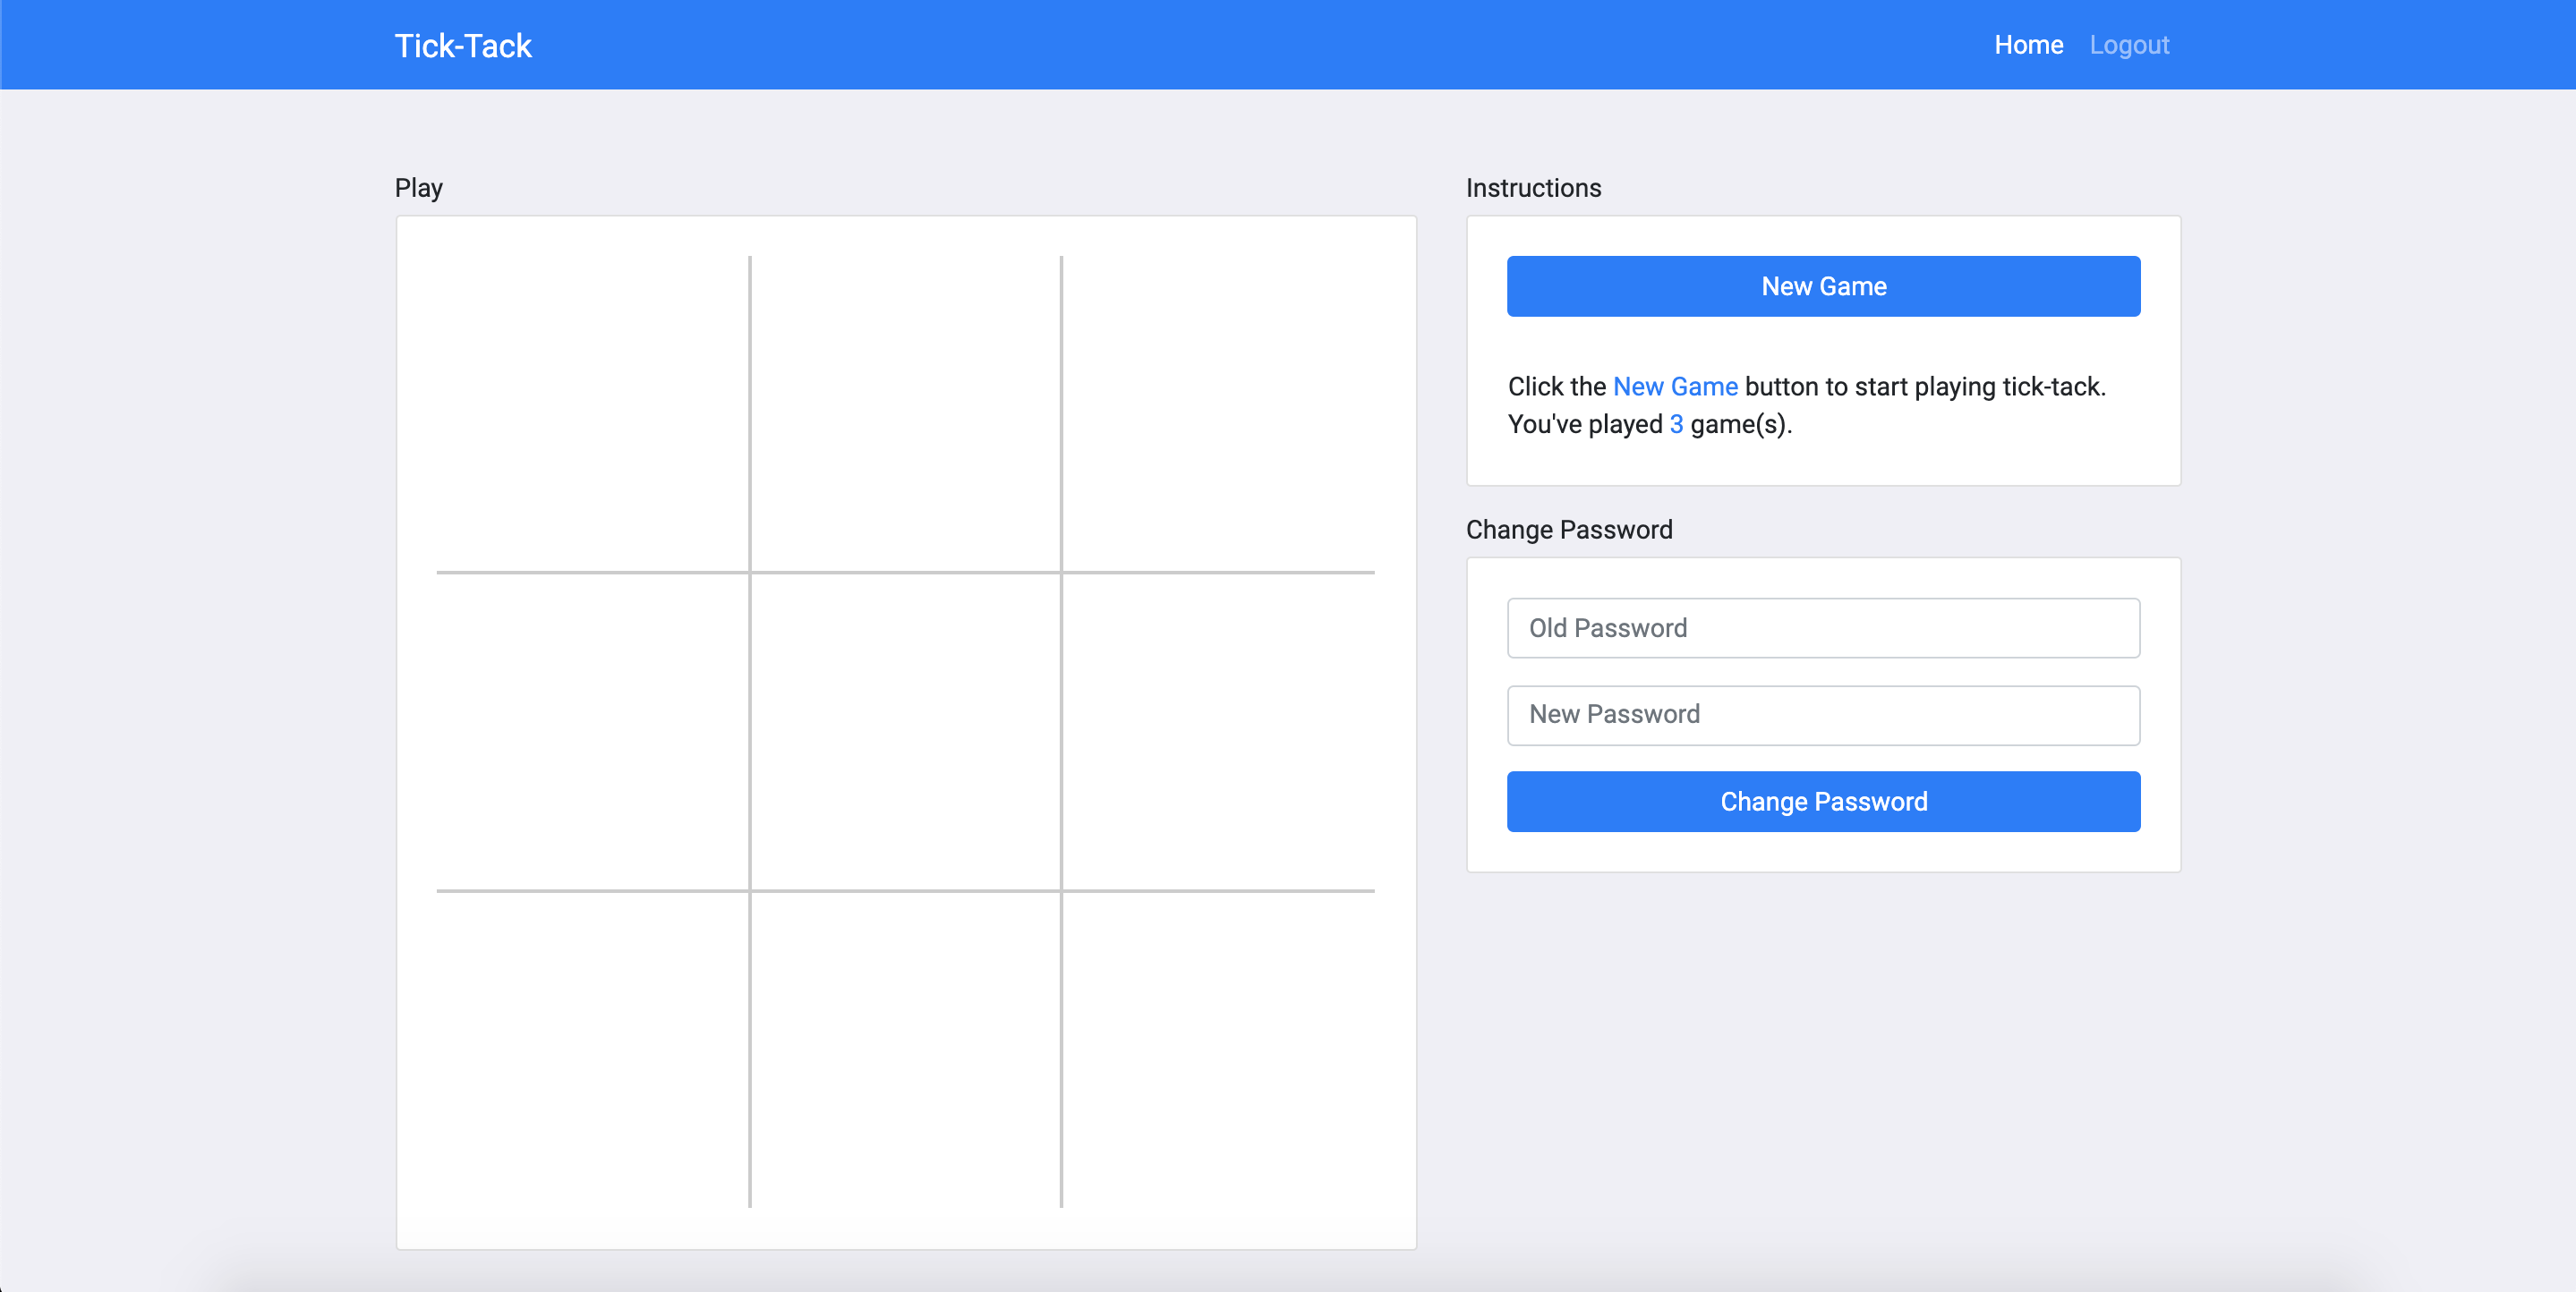 Tick-Tack
Home Logout
Play
Instructions
New Game
Click the New Game button to start playing tick-tack.
You've played 3 game(s).
Change Password
Old Password
New Password
Change Password